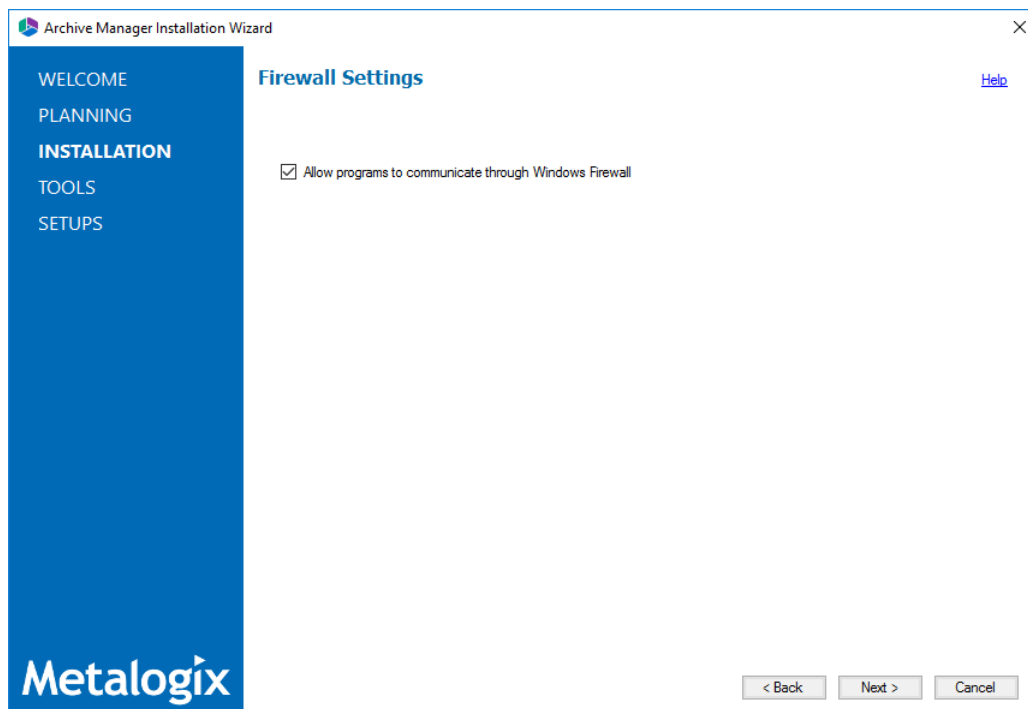 Archive Manager Installation Wizard
WELCOME
PLANNING
INSTALLATION
TOOLS
SETUPS
Firewall Settings
Help
Allow programs to communicate through Windows Firewall
Metalogix
< Back
Next >
Cancel